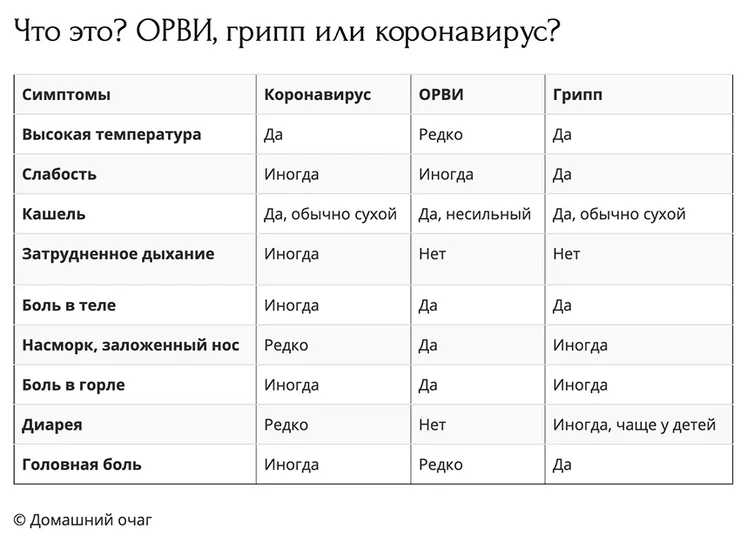 Что это? ОРВИ, грипп или коронавирус?
Симптомы Коронавирус ОРВИ Грипп
Высокая температура Да Редко Да
Слабость Иногда Иногда Да
Кашель Да, обычно сухой Да, несильный Да, обычно сухой
Затрудненное дыхание Иногда Нет Нет
Боль в теле Иногда Да Да
Насморк, заложенный нос Редко Да Иногда
Боль в горле Иногда Да Иногда
Диарея Редко Нет Иногда, чаще у детей
Головная боль Иногда Редко Да
© Домашний очаг